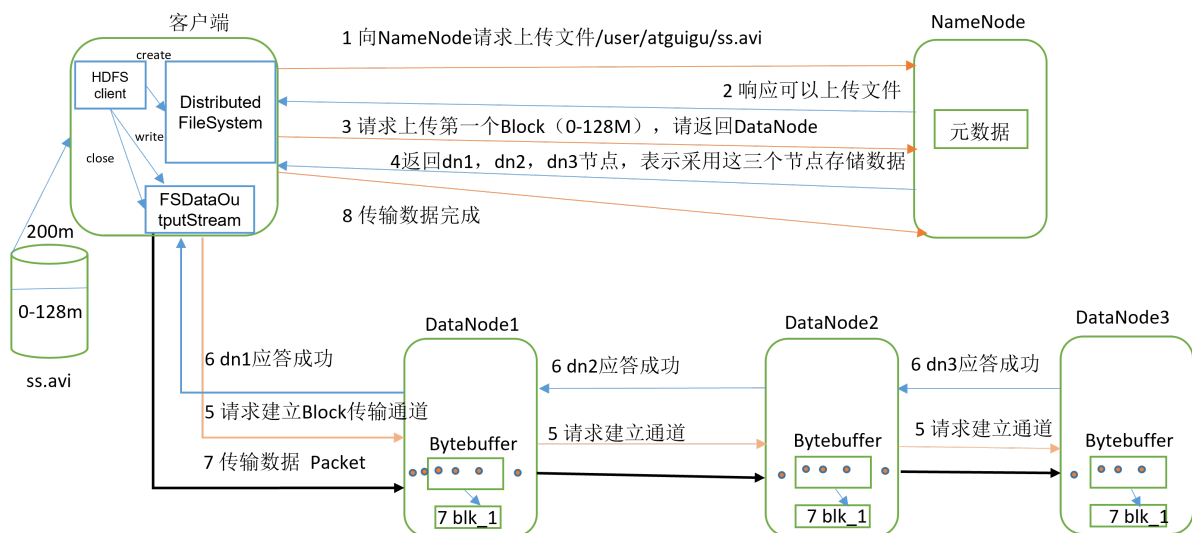 客户端
NameNode
1 向NameNode请求上传文件/user/atguigu/ss.avi
create
HDFS
client
Distributed
FileSystem
2 响应可以上传文件
write
3 请求上传第一个Block（0-128M），请返回DataNode
元数据
close
4返回dn1，dn2，dn3节点，表示采用这三个节点存储数据
FSDataOu
tputStream
8 传输数据完成
200m
0-128m
ss.avi
DataNode1
DataNode2
DataNode3
6 dn1应答成功
6 dn2应答成功
6 dn3应答成功
5 请求建立Block传输通道
5 请求建立通道
5 请求建立通道
Bytebuffer
Bytebuffer
Bytebuffer
7 传输数据 Packet
7 blk_1
7 blk_1
7 blk_1